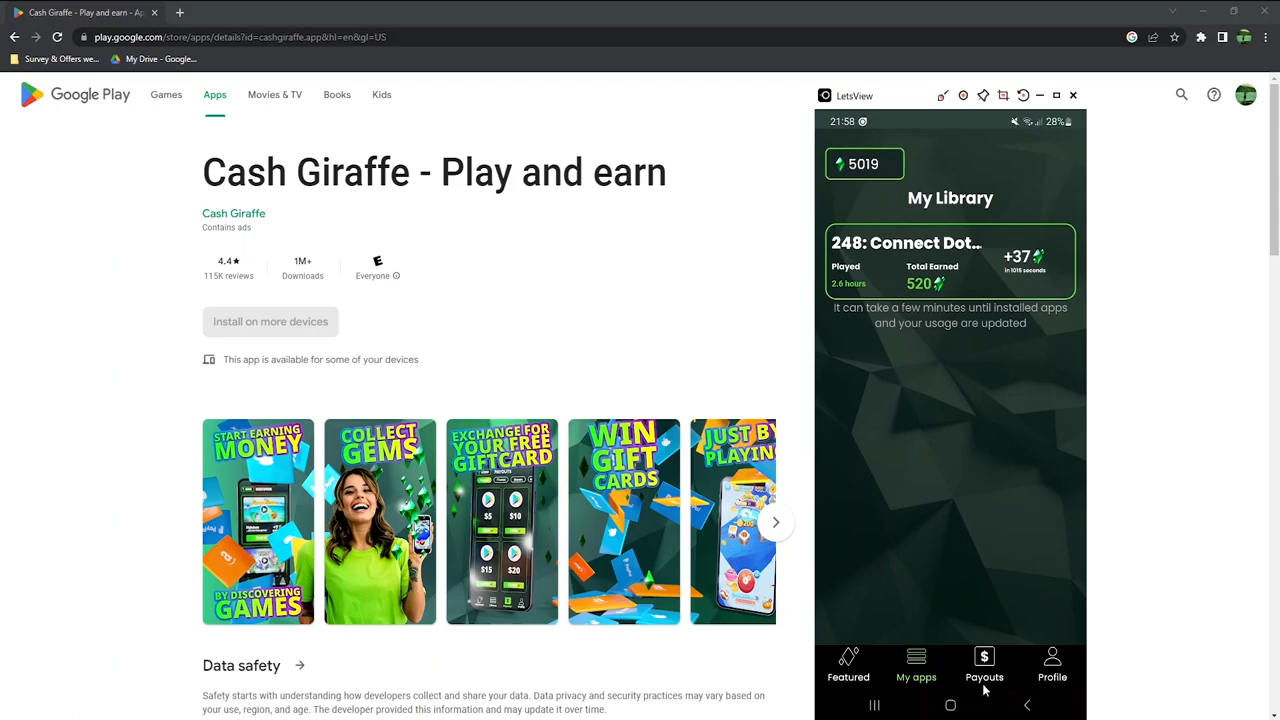 Cash Giraffe - Play and earn - Ap
play.google.com/store/apps/details?id=cashgiraffe.app&hl=en&gl=US
Survey & Offers we...
My Drive - Google...
Google Play
Games
Apps
Movies & TV
Books
Kids
Cash Giraffe - Play and earn
Cash Giraffe
Contains ads
4.4★
115K reviews
1M+
Downloads
E
Everyone
Install on more devices
This app is available for some of your devices
START EARNING
MONEY
BY DISCOVERING
GAMES
COLLECT
GEMS
EXCHANGE FOR
YOUR FREE
GIFTCARD
PAYOUTS
$5
$10
$15
$20
WIN
GIFT
CARDS
JUST BY
PLAYIN
Data safety
Safety starts with understanding how developers collect and share your data. Data privacy and security practices may vary based on
your use, region, and age. The developer provided this information and may update it over time.
LetsView
21:58
28%
5019
My Library
248: Connect Dot...
Played
2.6 hours
Total Earned
520
+37
in 1015 seconds
It can take a few minutes until installed apps
and your usage are updated
Featured
My apps
Payouts
Profile